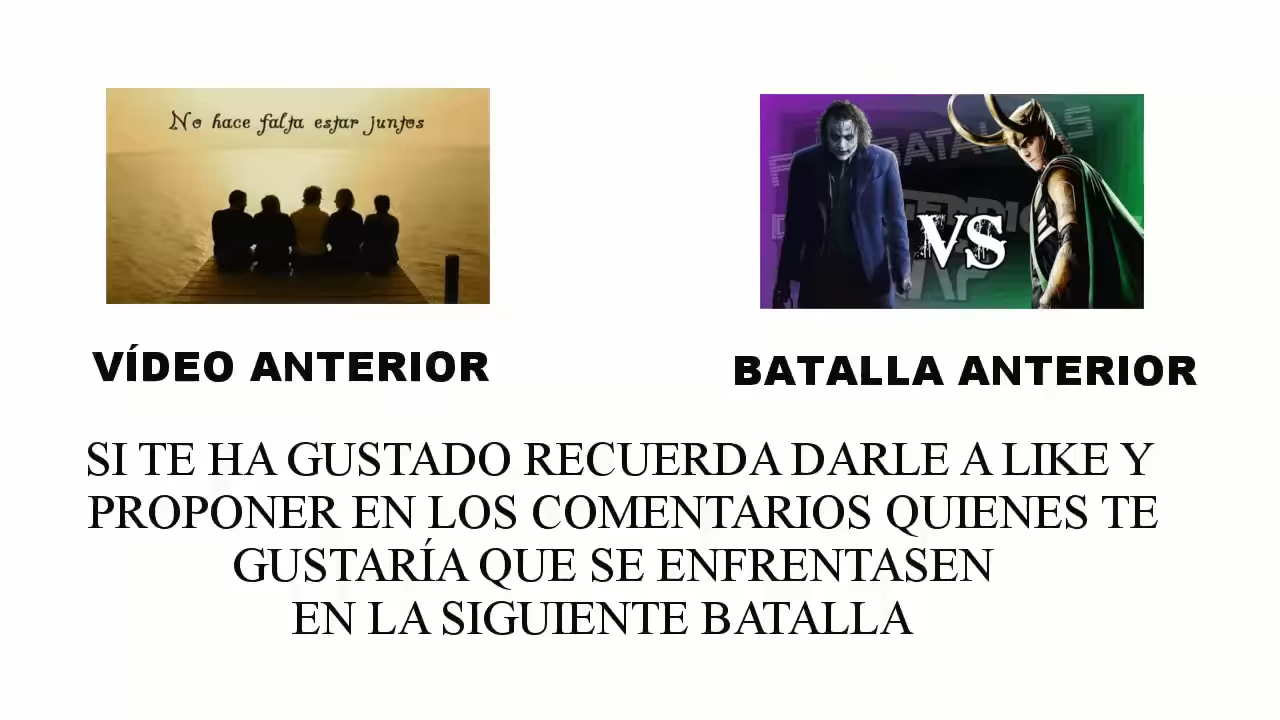 No hace falta estar juntos
VS
VÍDEO ANTERIOR
BATALLA ANTERIOR
SI TE HA GUSTADO RECUERDA DARLE A LIKE Y
PROPONER EN LOS COMENTARIOS QUIENES TE
GUSTARÍA QUE SE ENFRENTASEN
EN LA SIGUIENTE BATALLA